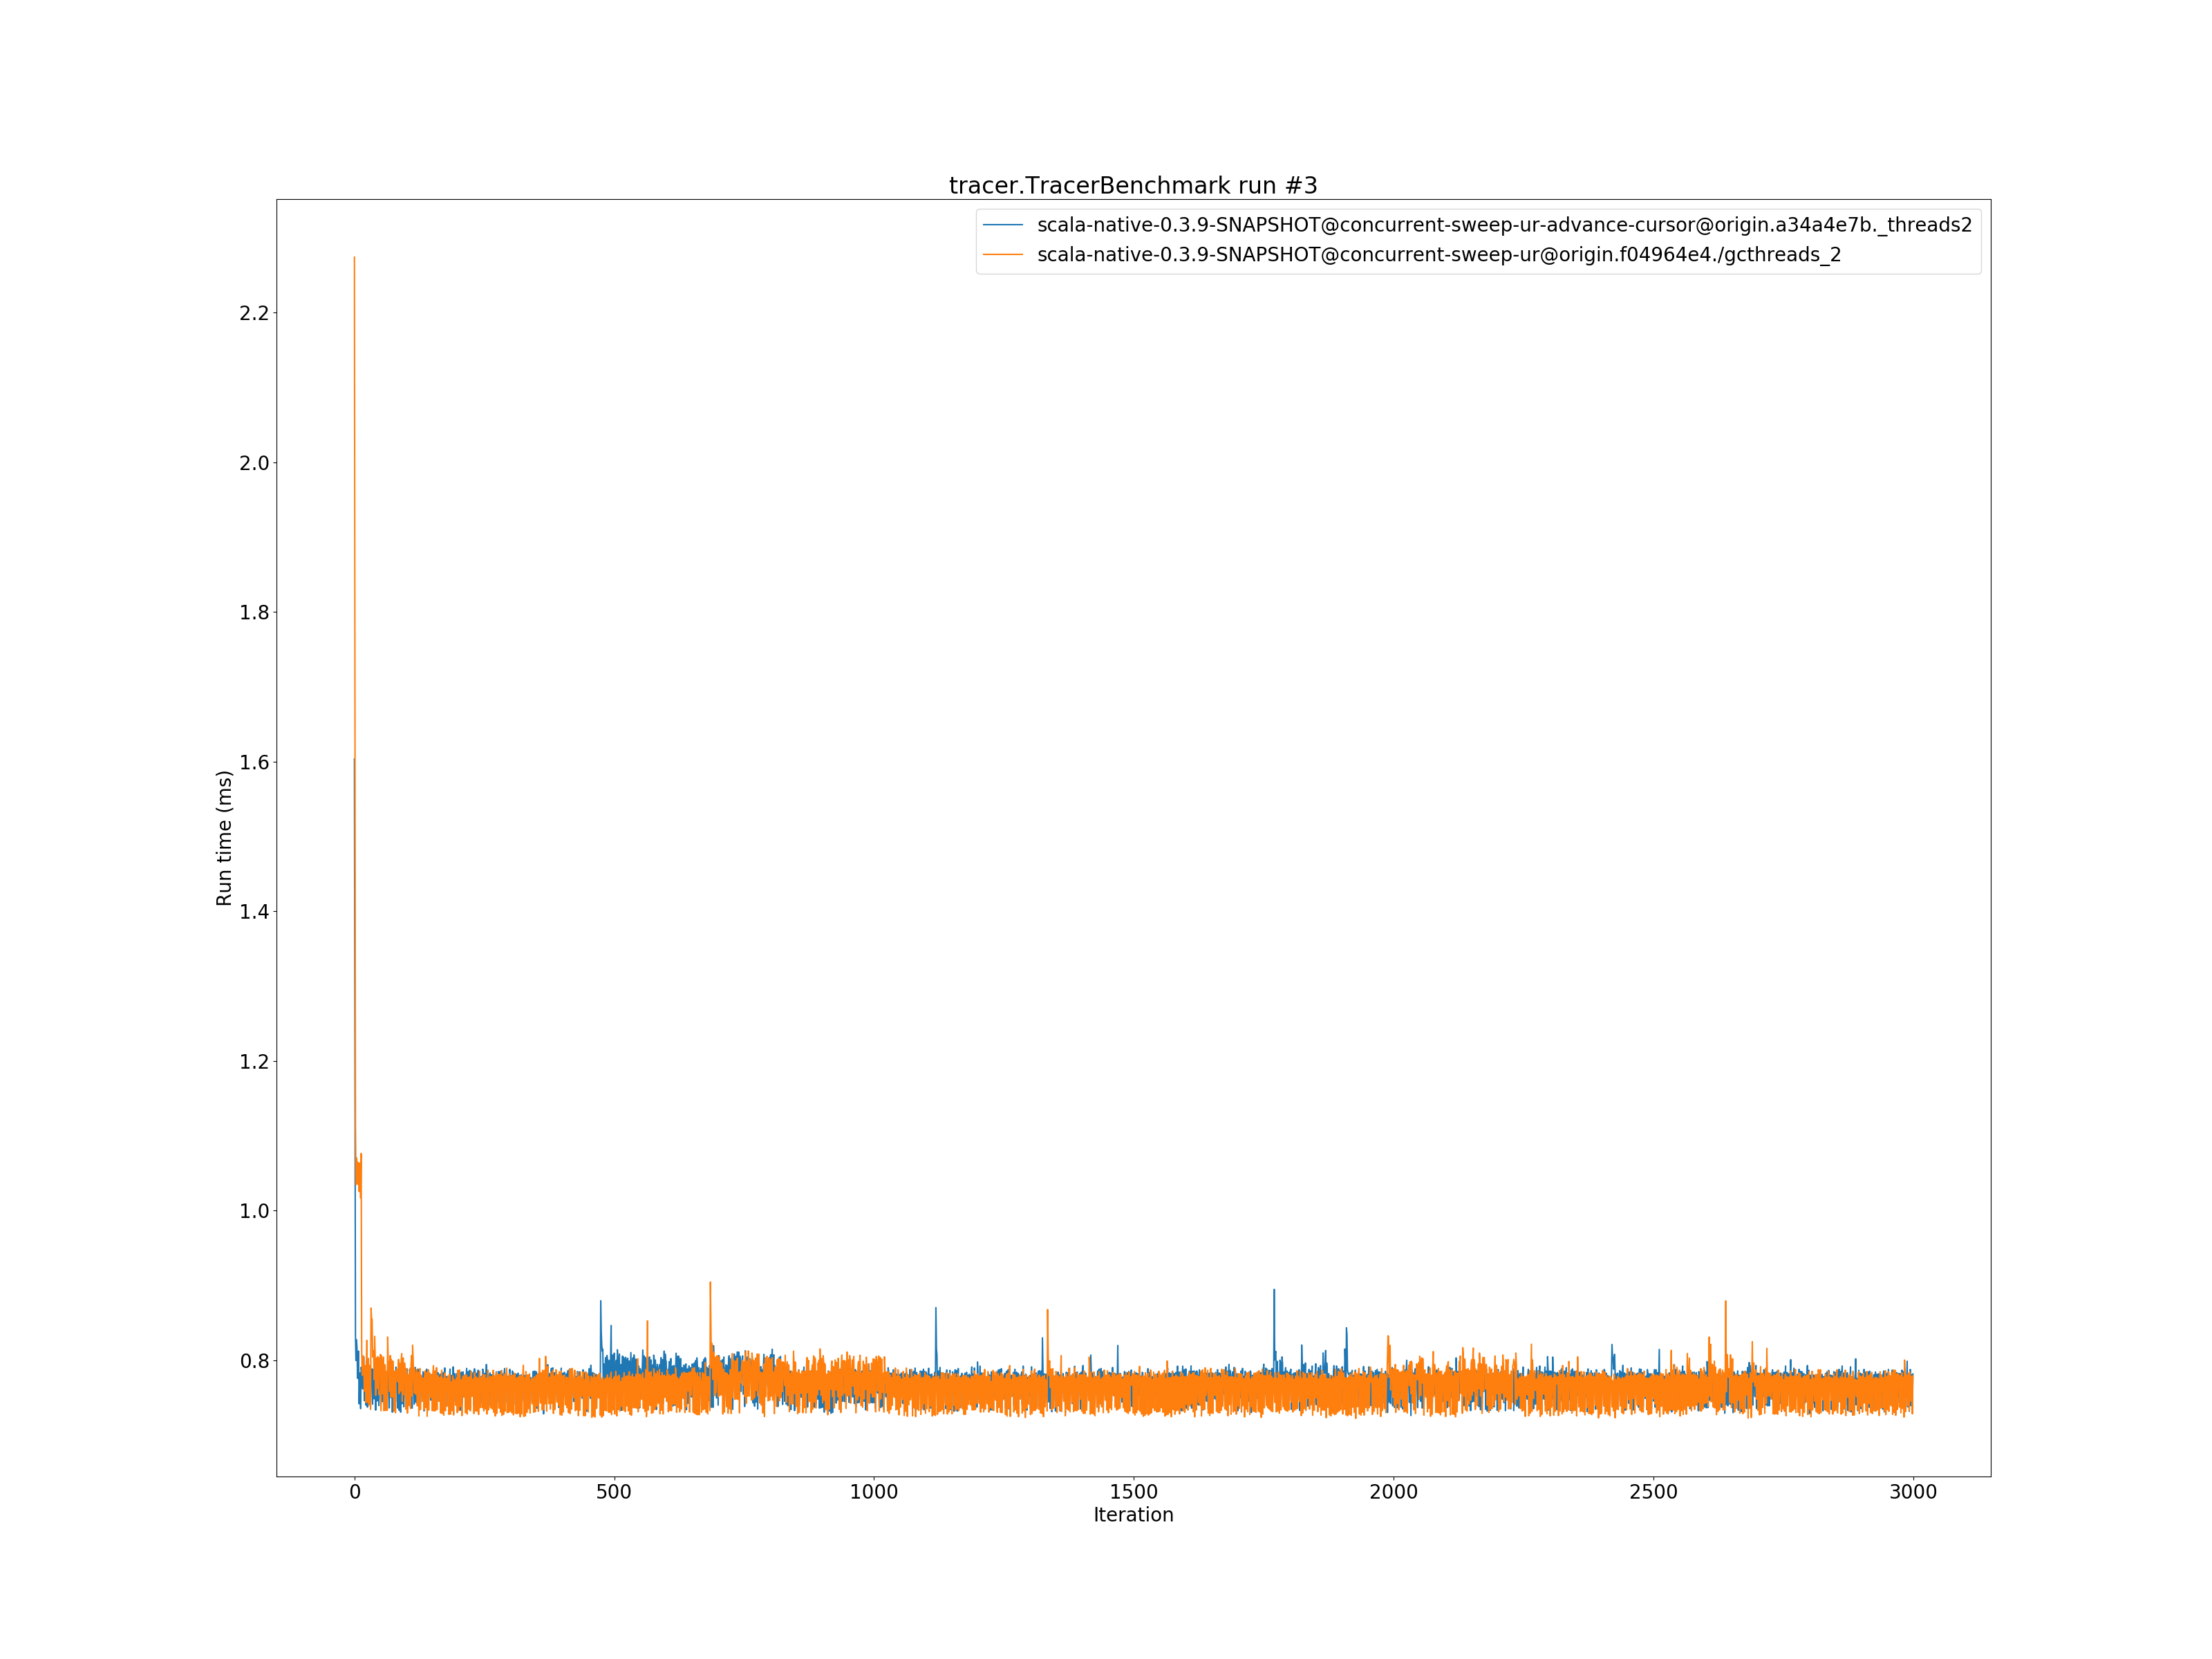 tracer.TracerBenchmark run #3
scala-native-0.3.9-SNAPSHOT@concurrent-sweep-ur-advance-cursor@origin.a34a4e7b._threads2
scala-native-0.3.9-SNAPSHOT@concurrent-sweep-ur@origin.f04964e4./gcthreads_2
Run time (ms)
2.2
2.0
1.8
1.6
1.4
1.2
1.0
0.8
0 500 1000 1500 2000 2500 3000
Iteration